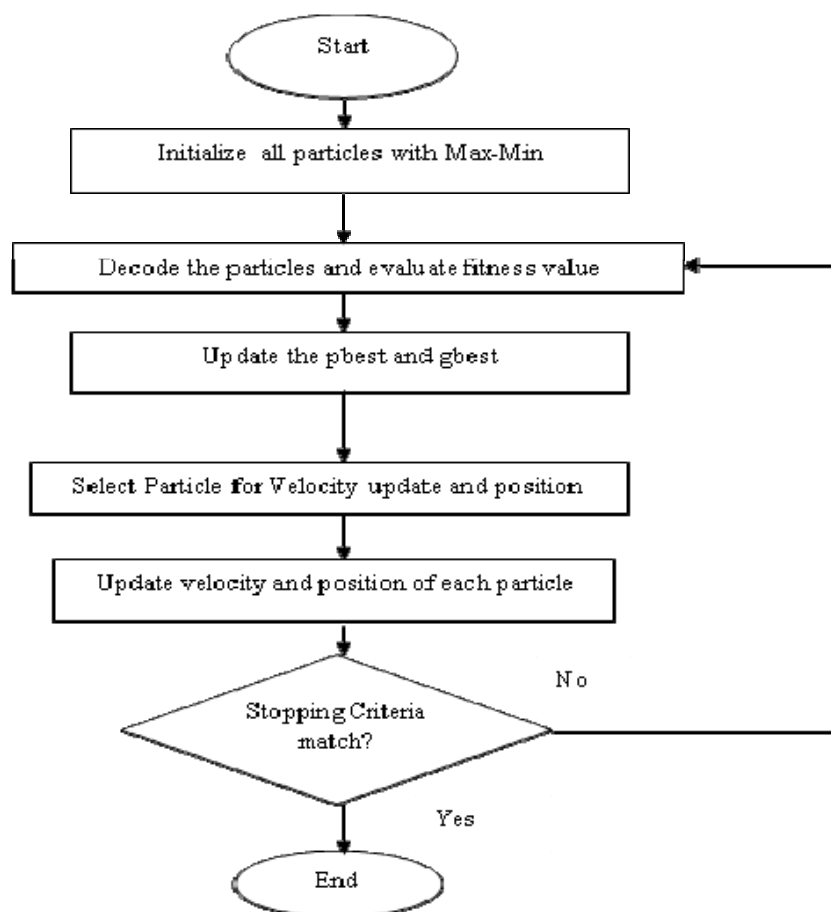 Start
Initialize all particles with Max-Min
Decode the particles and evaluate fitness value
Update the pbest and gbest
Select Particle for Velocity update and position
Update velocity and position of each particle
Stopping Criteria
match?
No
Yes
End